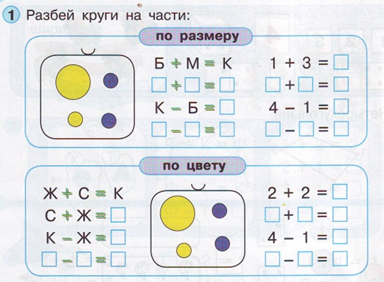 1 Разбей круги на части:
по размеру
Б + М = К
□ + □ = □
К - Б = □
□ - □ = □
1 + 3 = □
□ + □ = □
4 - 1 = □
□ - □ = □
по цвету
Ж + С = К
С + Ж = □
К - Ж = □
□ - □ = □
2 + 2 = □
□ + □ = □
4 - 1 = □
□ - □ = □